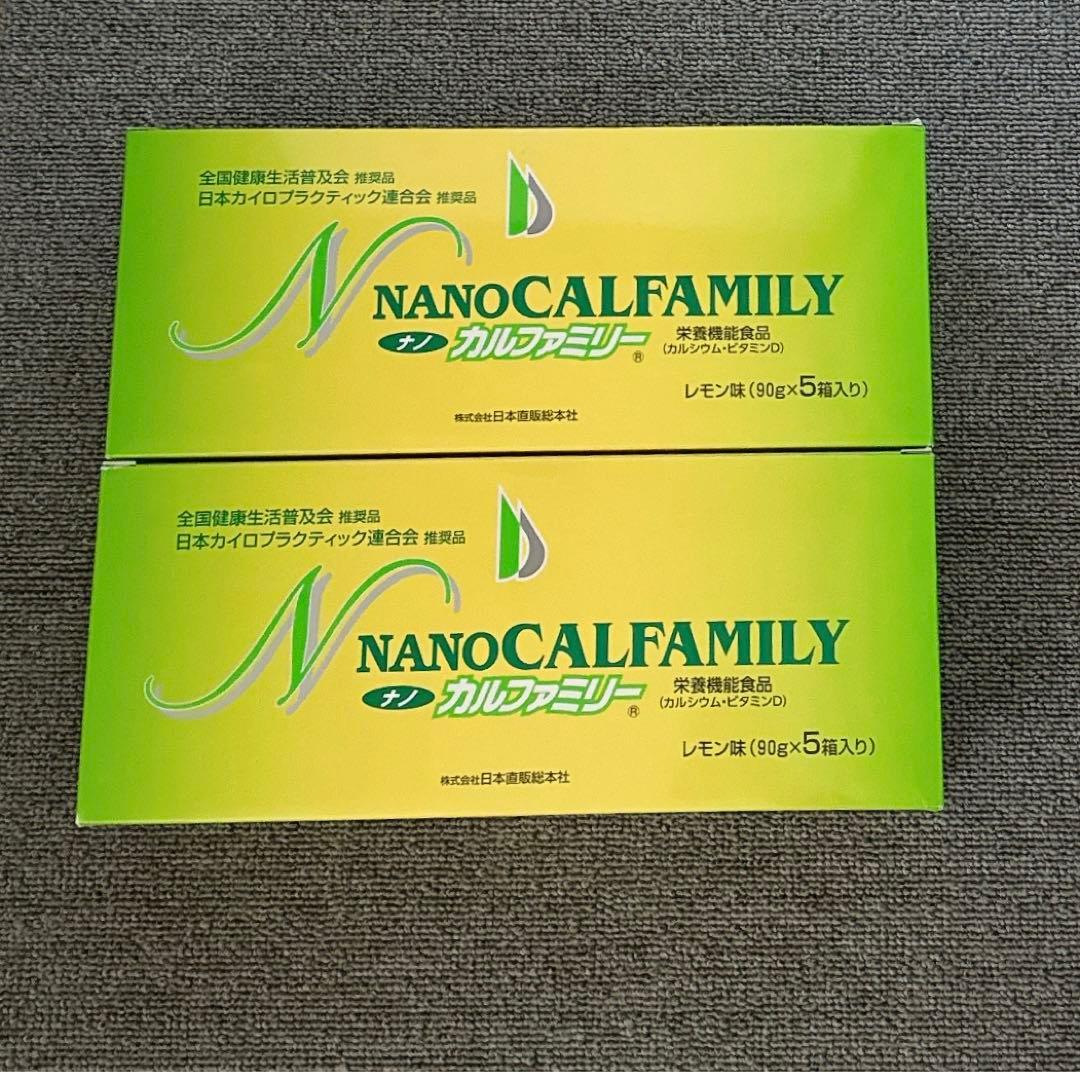 全国健康生活普及会 推奨品
日本カイロプラクティック連合会 推奨品
N NANOCALFAMILY
ナノ カルファミリー®
栄養機能食品
(カルシウム・ビタミンD)
レモン味(90g×5箱入り)
株式会社日本直販総本社
全国健康生活普及会 推奨品
日本カイロプラクティック連合会 推奨品
N NANOCALFAMILY
ナノ カルファミリー®
栄養機能食品
(カルシウム・ビタミンD)
レモン味(90g×5箱入り)
株式会社日本直販総本社